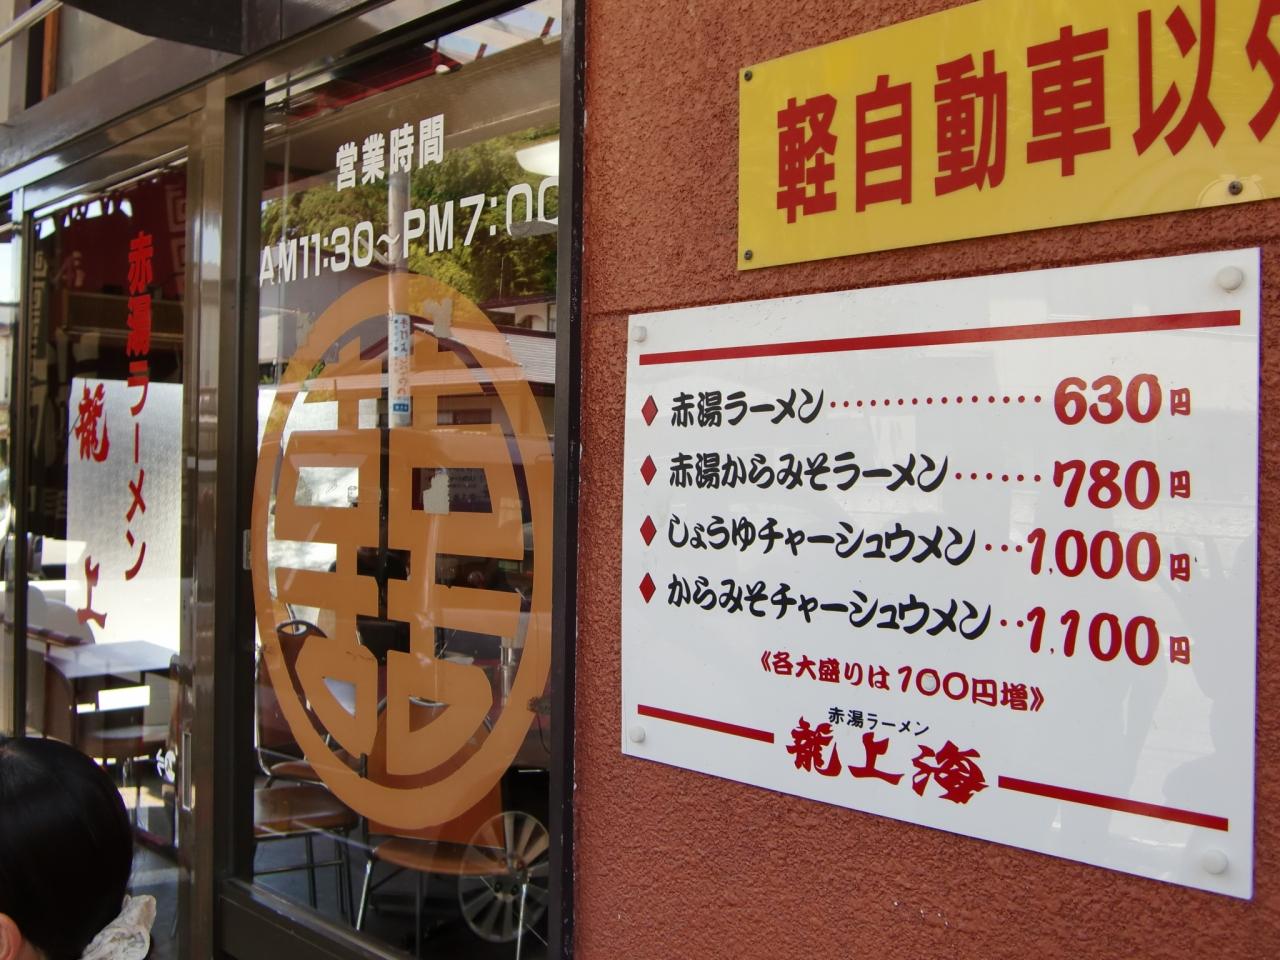 営業時間
AM11:30~PM7:00
赤湯ラーメン
龍上
軽自動車以外
赤湯ラーメン 630円
赤湯からみそラーメン 780円
しょうゆチャーシュウメン 1,000円
からみそチャーシュウメン 1,100円
《各大盛りは100円増》
赤湯ラーメン
龍上海